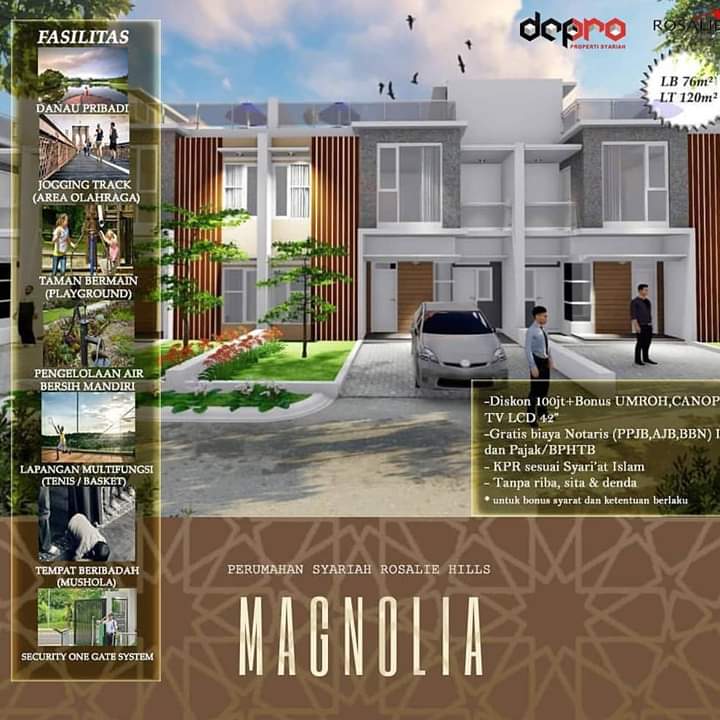 FASILITAS
DANAU PRIBADI
JOGGING TRACK
(AREA OLAHRAGA)
TAMAN BERMAIN
(PLAYGROUND)
PENGELOLAAN AIR
BERSIH MANDIRI
LAPANGAN MULTIFUNGSI
(TENIS / BASKET)
TEMPAT BERIBADAH
(MUSHOLA)
SECURITY ONE GATE SYSTEM
depro
PROPERTI SYARIAH
ROSALIE
LB 76m²
LT 120m²
-Diskon 100jt+Bonus UMROH,CANOP
TV LCD 42"
-Gratis biaya Notaris (PPJB,AJB,BBN)
dan Pajak/BPHTB
- KPR sesuai Syari'at Islam
- Tanpa riba, sita & denda
* untuk bonus syarat dan ketentuan berlaku
PERUMAHAN SYARIAH ROSALIE HILLS
MAGNOLIA